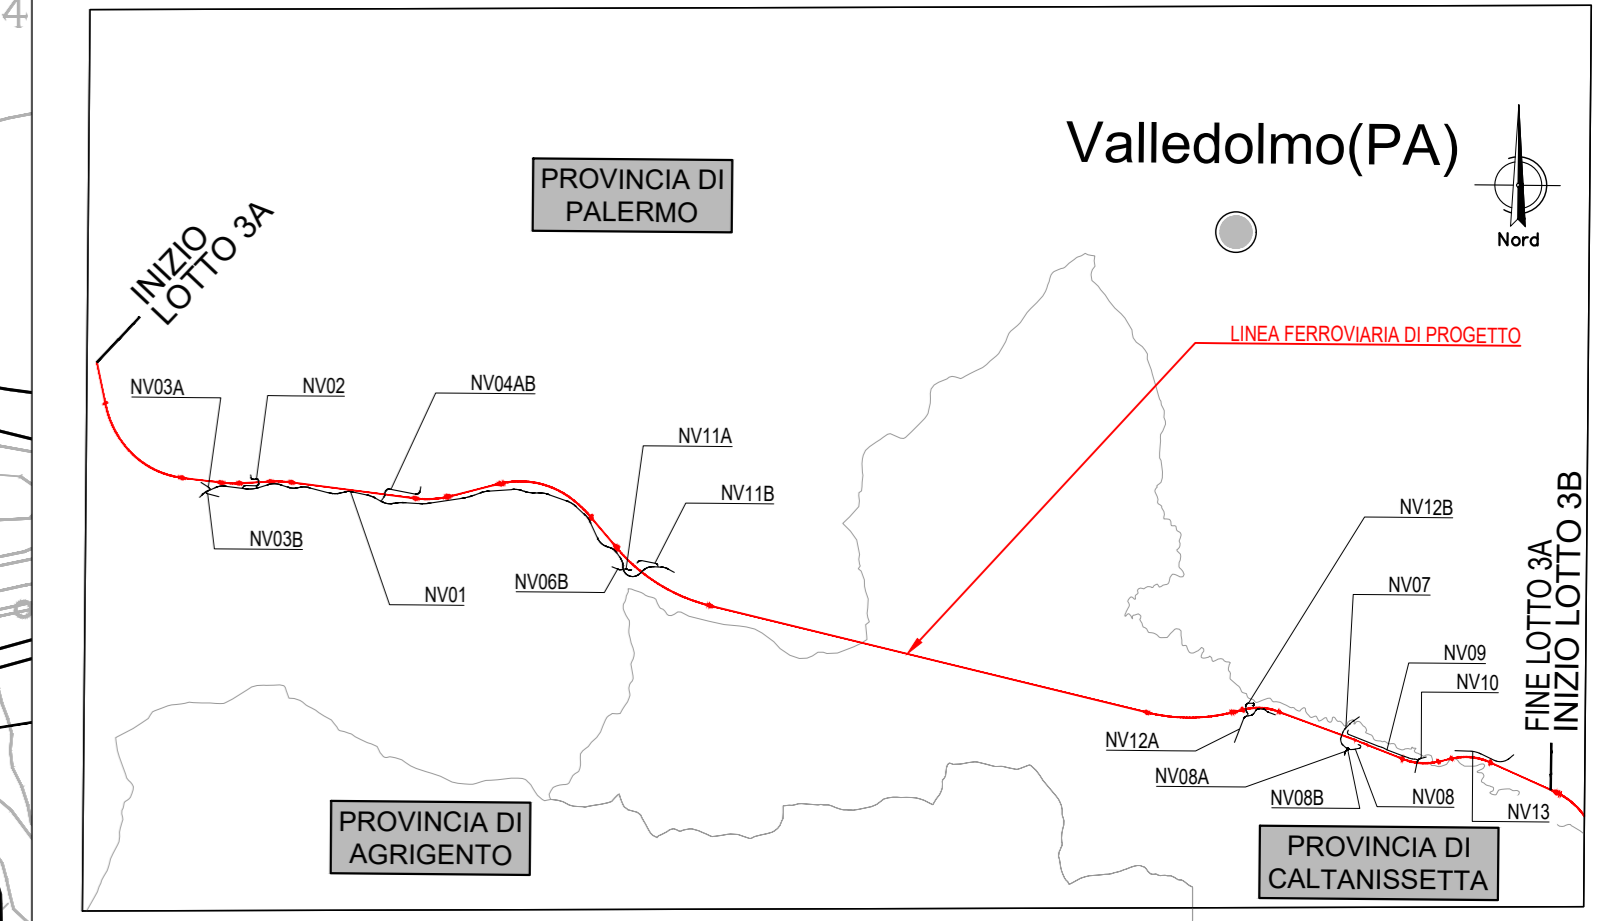 4
Valledolmo(PA)
Nord
PROVINCIA DI
PALERMO
INIZIO
LOTTO 3A
LINEA FERROVIARIA DI PROGETTO
NV03A
NV02
NV04AB
NV11A
NV11B
NV03B
NV01
NV06B
NV12B
NV07
NV09
NV10
FINE LOTTO 3A
INIZIO LOTTO 3B
NV12A
NV08A
NV08B
NV08
NV13
PROVINCIA DI
AGRIGENTO
PROVINCIA DI
CALTANISSETTA